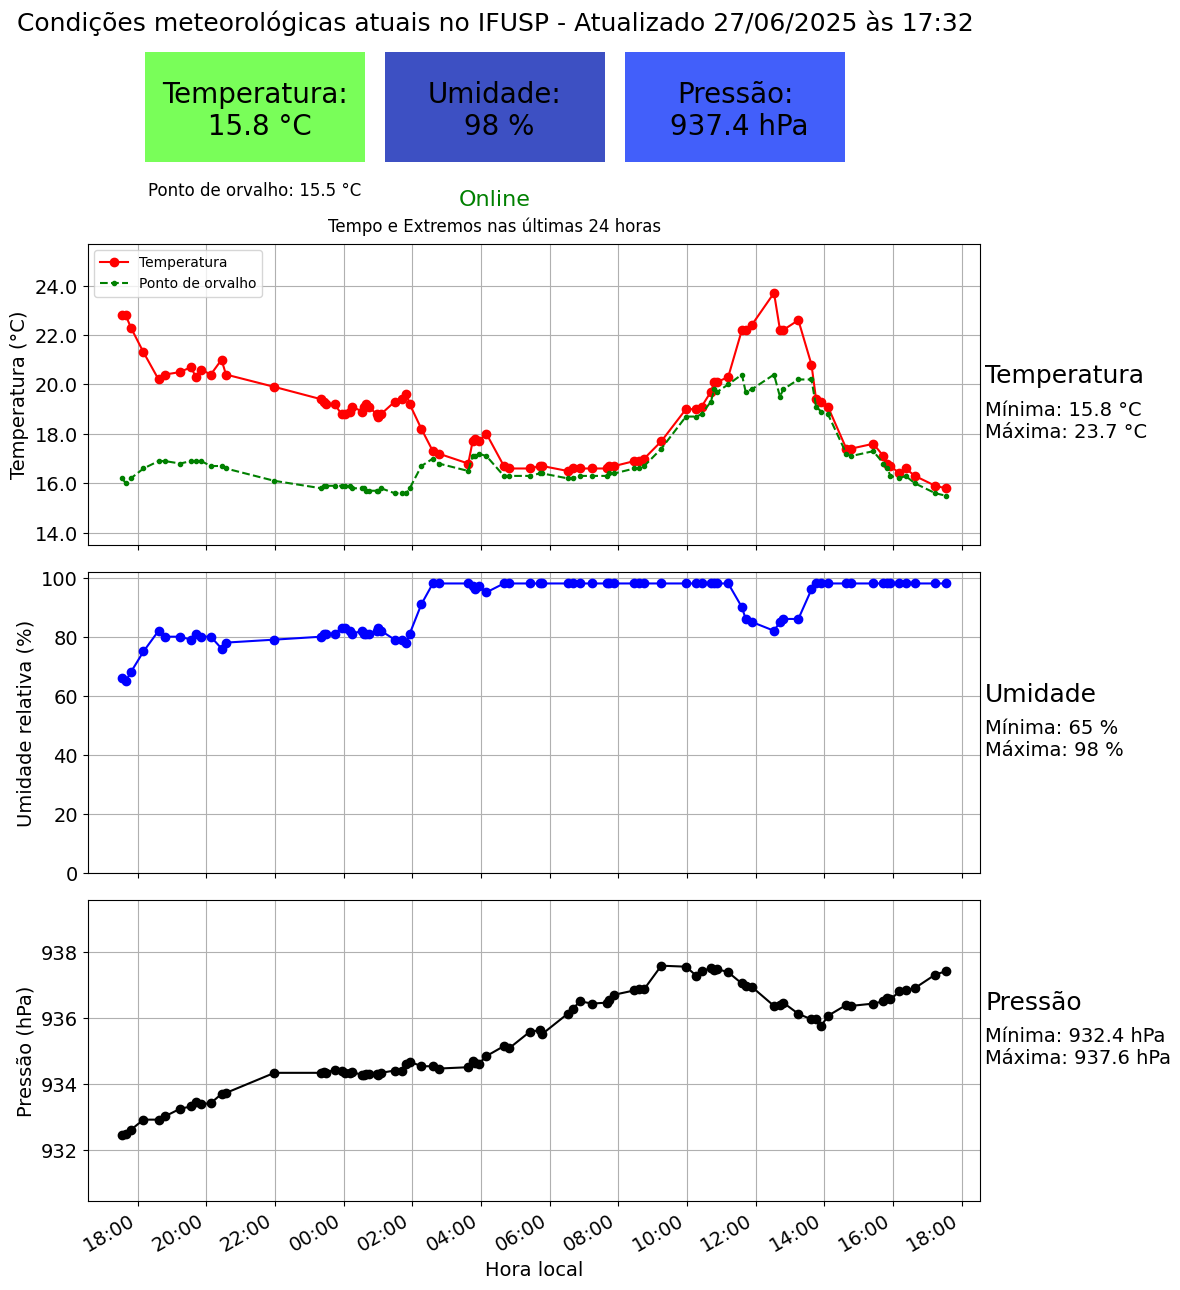 Condições meteorológicas atuais no IFUSP - Atualizado 27/06/2025 às 17:32
Temperatura:
15.8 °C
Umidade:
98 %
Pressão:
937.4 hPa
Ponto de orvalho: 15.5 °C
Online
Tempo e Extremos nas últimas 24 horas
Temperatura
Ponto de orvalho
Temperatura (°C)
24.0
22.0
20.0
18.0
16.0
14.0
Temperatura
Mínima: 15.8 °C
Máxima: 23.7 °C
Umidade relativa (%)
100
80
60
40
20
0
Umidade
Mínima: 65 %
Máxima: 98 %
Pressão (hPa)
938
936
934
932
Pressão
Mínima: 932.4 hPa
Máxima: 937.6 hPa
18:00
20:00
22:00
00:00
02:00
04:00
06:00
08:00
10:00
12:00
14:00
16:00
18:00
Hora local